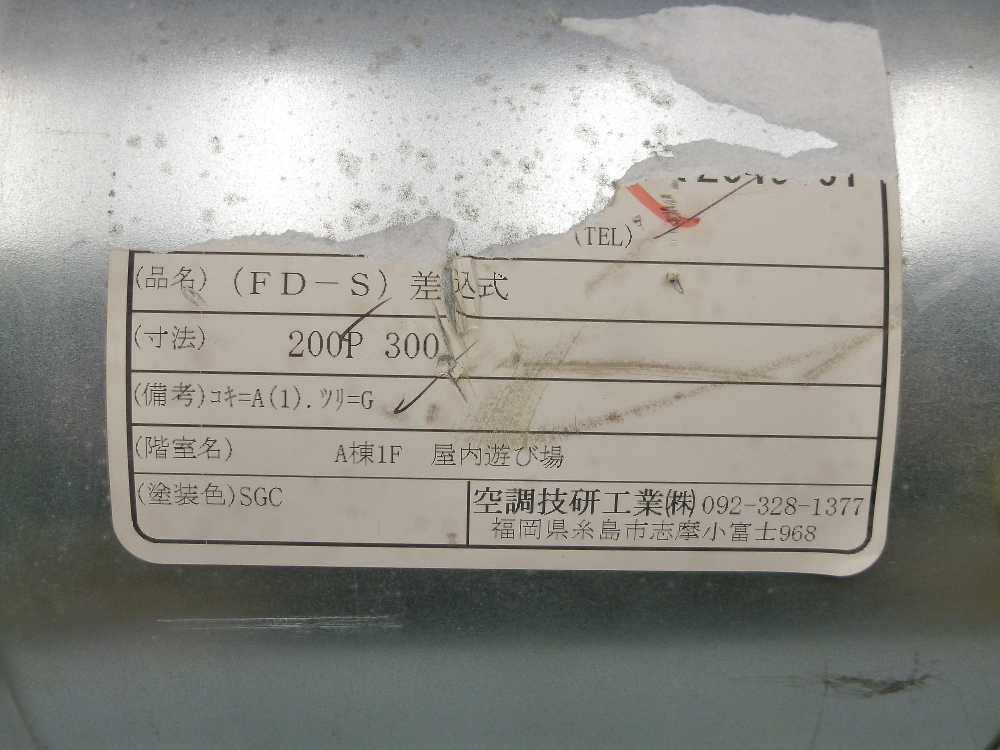 (TEL)
(品名) (FD-S) 差込式
(寸法) 200P 300
(備考)ｺｷ=A(1). ﾂﾘ=G
(階室名) A棟1F 屋内遊び場
(塗装色)SGC
空調技研工業(株) 092-328-1377
福岡県糸島市志摩小富士968